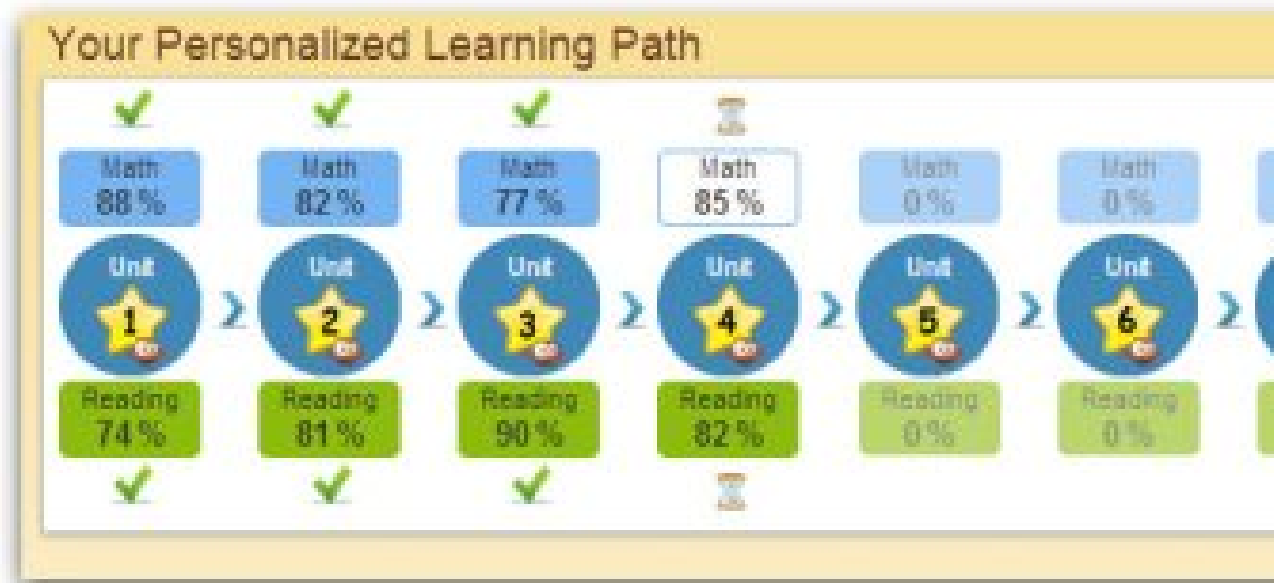 Your Personalized Learning Path
Math Math Math Math Math Math
88 % 82 % 77 % 85 % 0 % 0 %
Unit Unit Unit Unit Unit Unit
1 2 3 4 5 6
Reading Reading Reading Reading Reading Reading
74 % 81 % 90 % 82 % 0 % 0 %